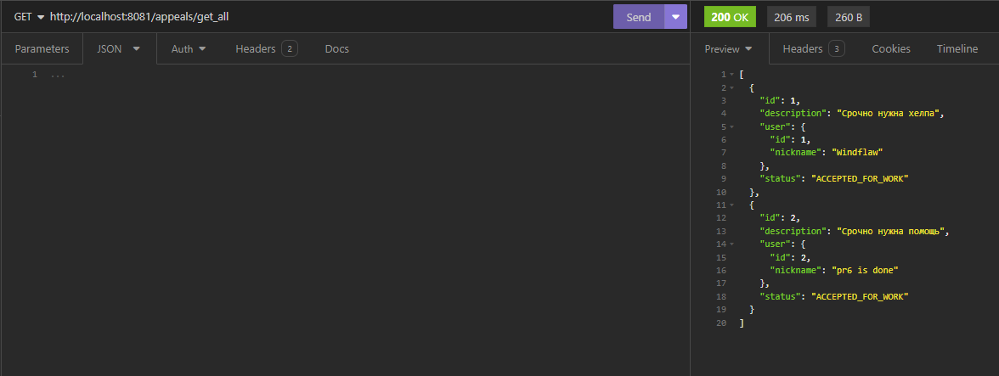 GET http://localhost:8081/appeals/get_all Send 200 OK 206 ms 260 B
Parameters JSON Auth Headers 2 Docs Preview Headers 3 Cookies Timeline
1 ...
1 [
2 {
3 "id": 1,
4 "description": "Срочно нужна хелпа",
5 "user": {
6 "id": 1,
7 "nickname": "Windflaw"
8 },
9 "status": "ACCEPTED_FOR_WORK"
10 },
11 {
12 "id": 2,
13 "description": "Срочно нужна помощь",
14 "user": {
15 "id": 2,
16 "nickname": "pr6 is done"
17 },
18 "status": "ACCEPTED_FOR_WORK"
19 }
20 ]